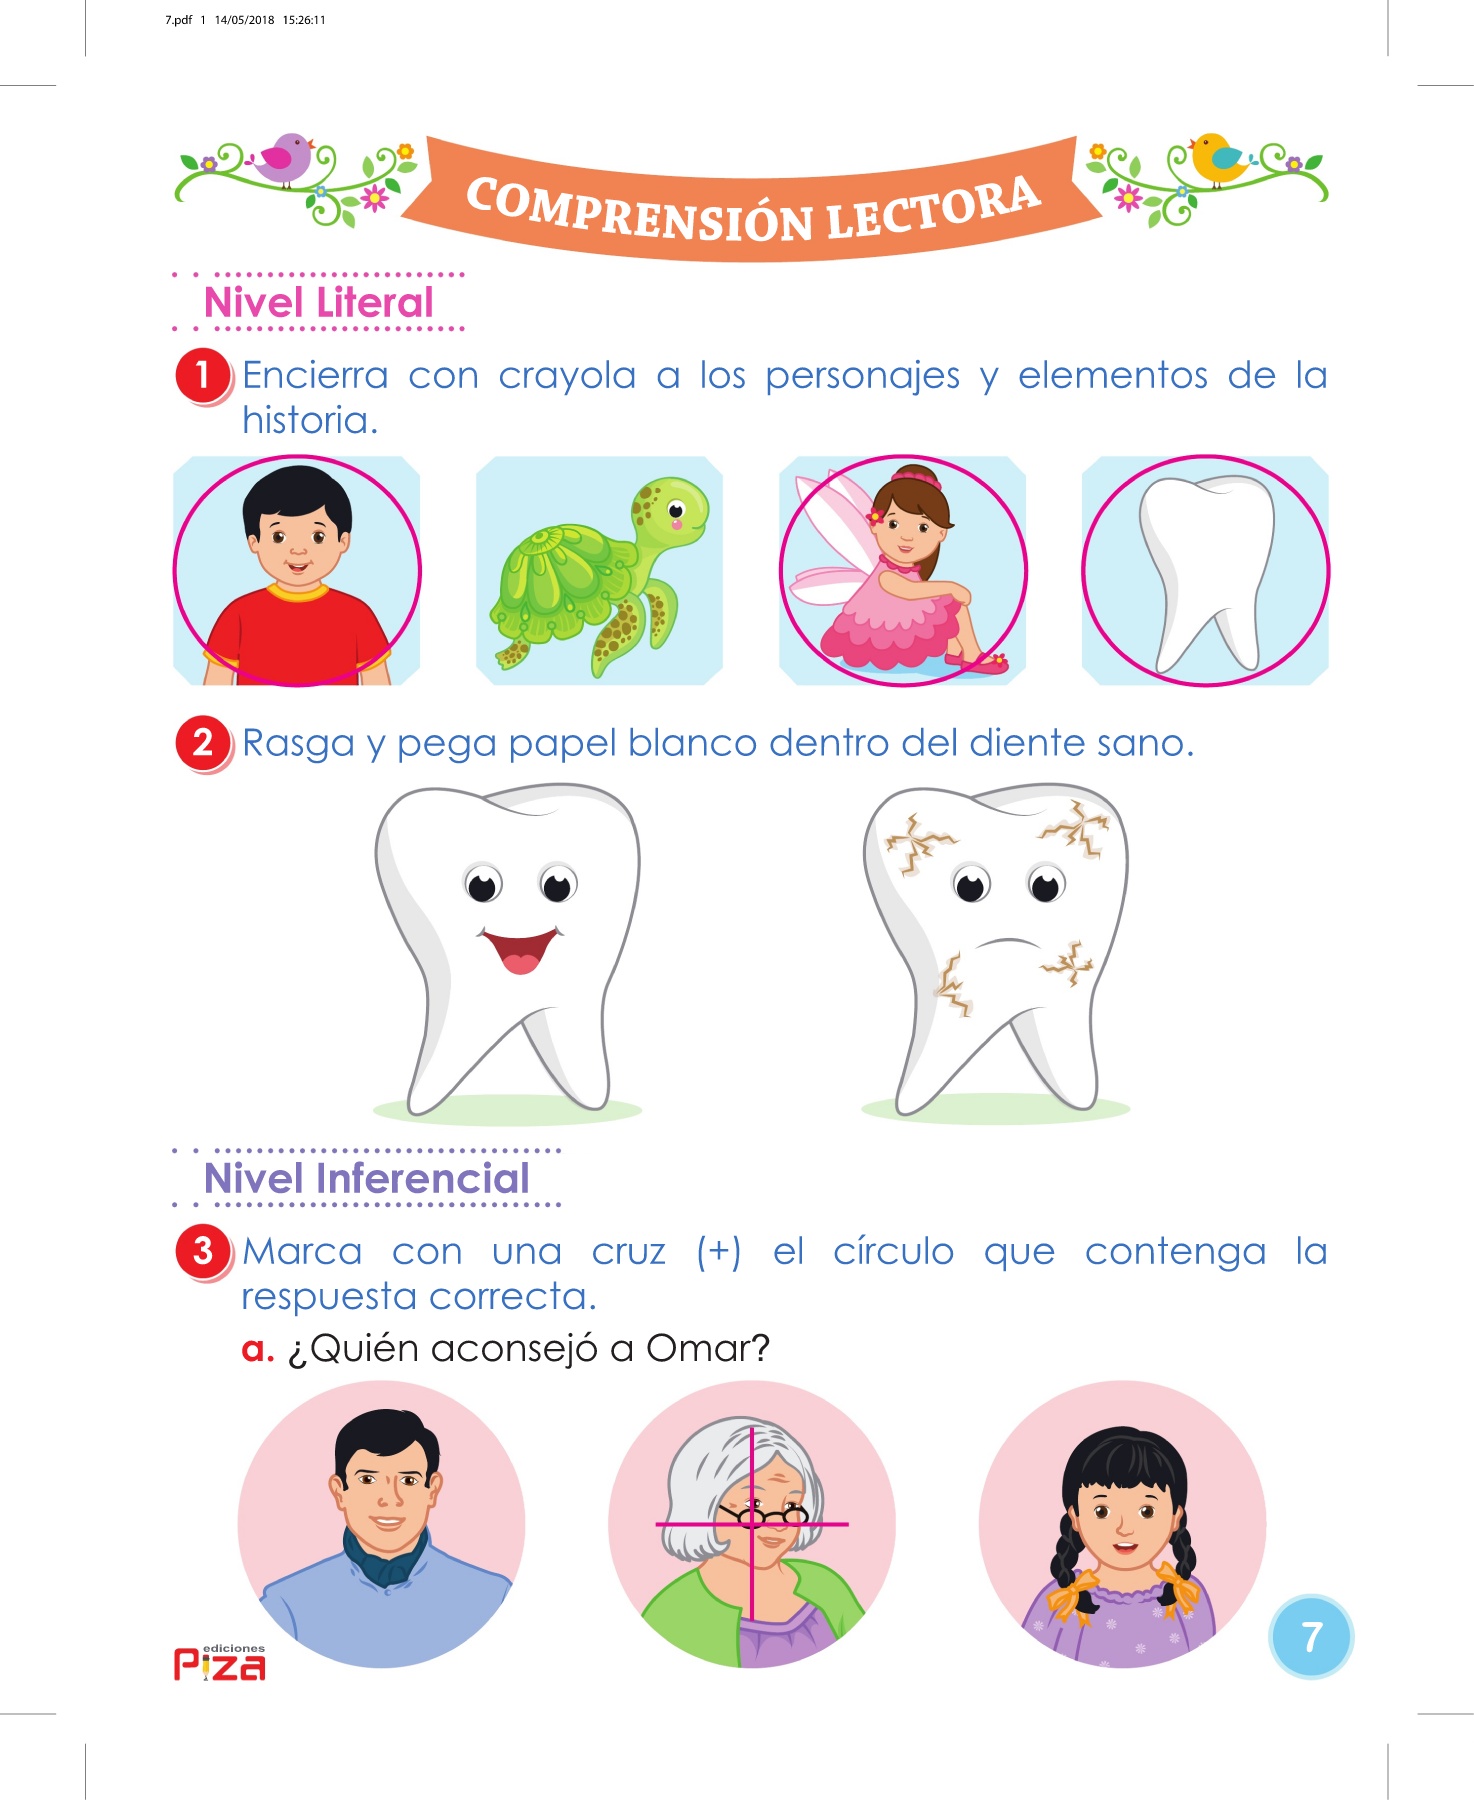 7.pdf 1 14/05/2018 15:26:11
COMPRENSIÓN LECTORA
Nivel Literal
1 Encierra con crayola a los personajes y elementos de la
historia.
2 Rasga y pega papel blanco dentro del diente sano.
Nivel Inferencial
3 Marca con una cruz (+) el círculo que contenga la
respuesta correcta.
a. ¿Quién aconsejó a Omar?
ediciones
Piza
7